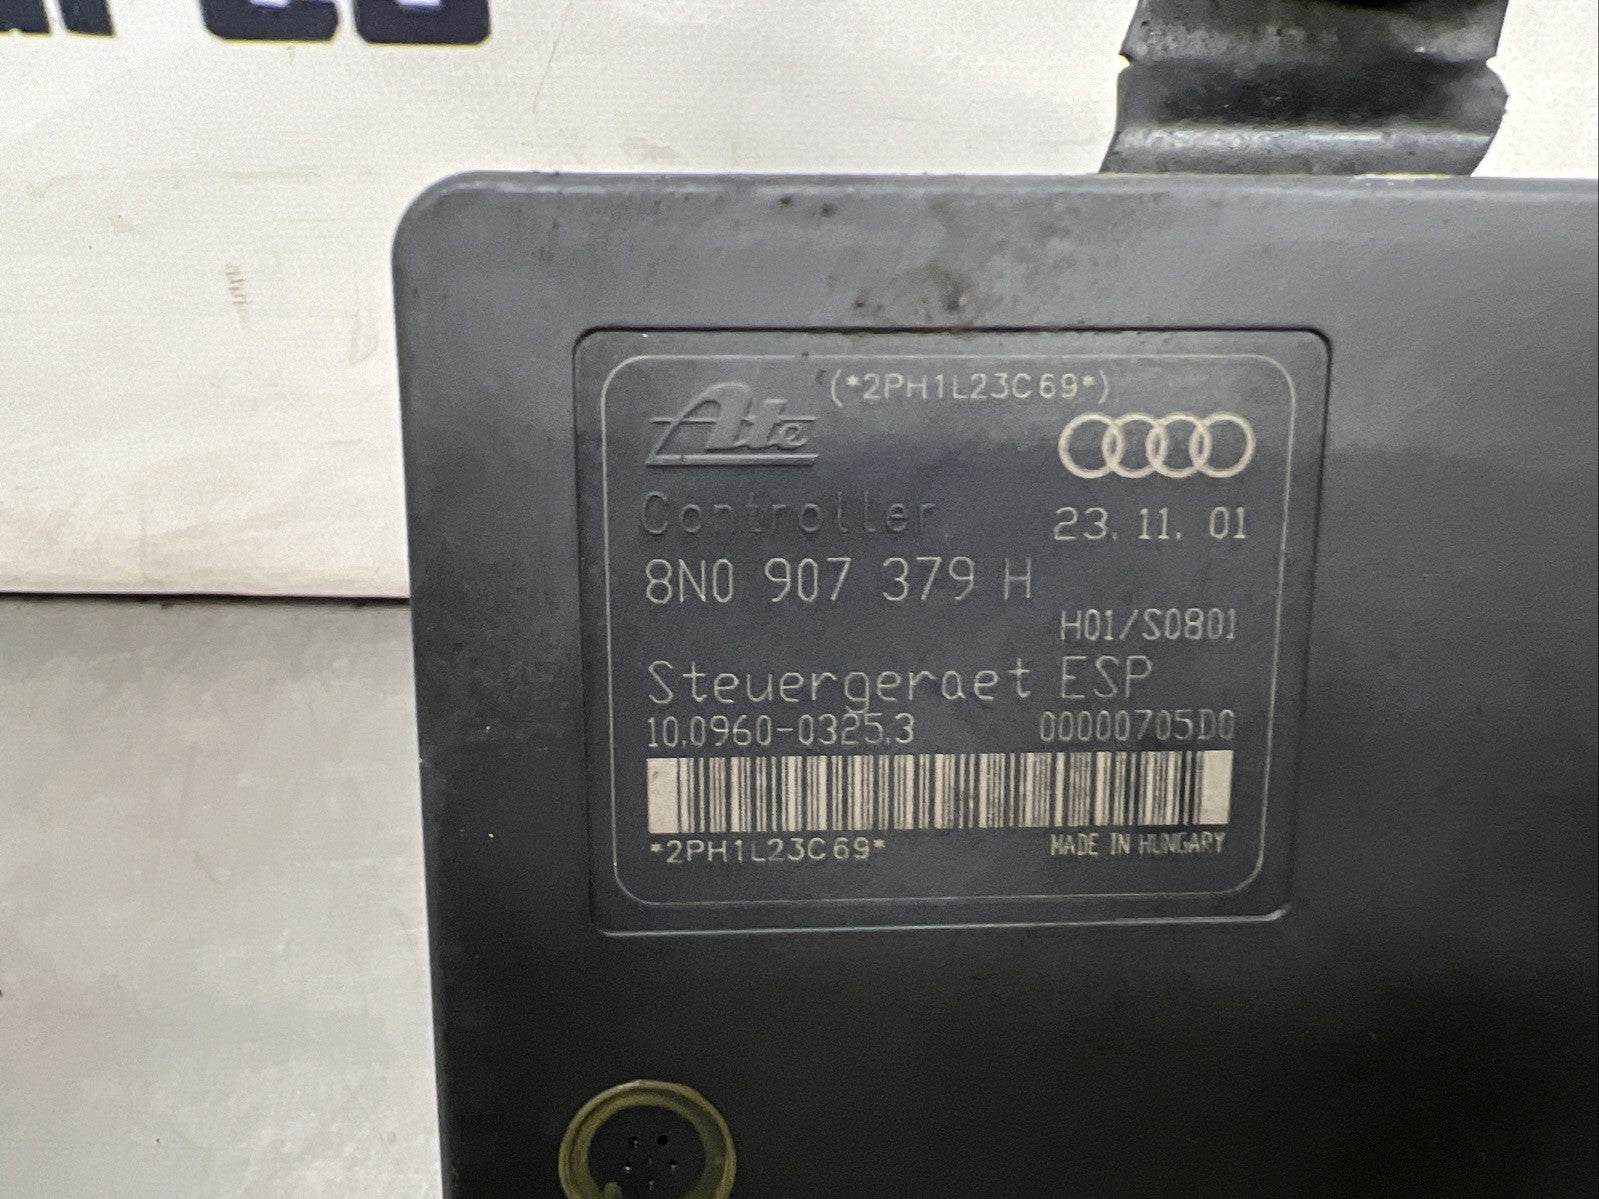 (*2PH1L23C69*)
Ate
Controller
23.11.01
8N0 907 379 H
H01/S0801
Steuergeraet ESP
10.0960-0325.3 00000705D0
*2PH1L23C69* MADE IN HUNGARY